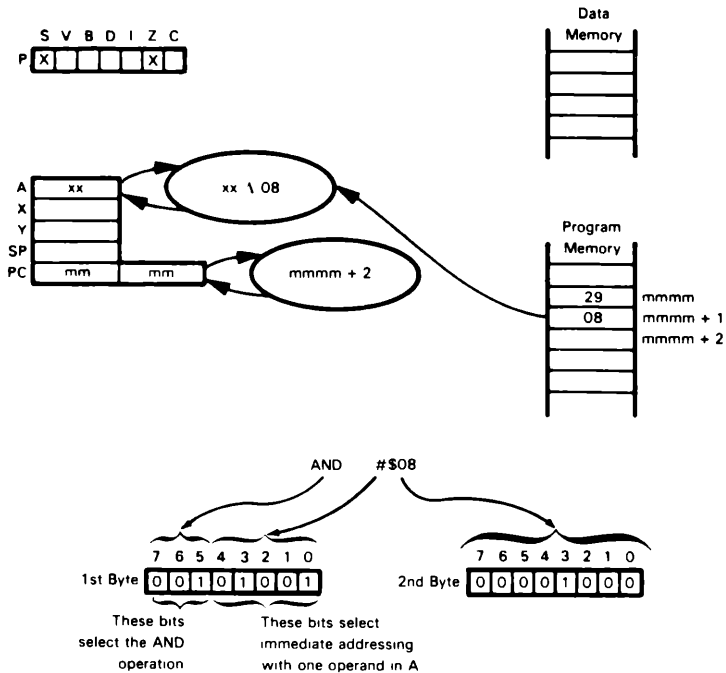 Data
Memory
S V B D I Z C
P X X
A xx
X
Y
SP
PC mm mm
xx \ 08
mmmm + 2
Program
Memory
29 mmmm
08 mmmm + 1
mmmm + 2
AND #$08
7 6 5 4 3 2 1 0
1st Byte 0 0 1 0 1 0 0 1
These bits
select the AND
operation
These bits select
immediate addressing
with one operand in A
7 6 5 4 3 2 1 0
2nd Byte 0 0 0 0 1 0 0 0